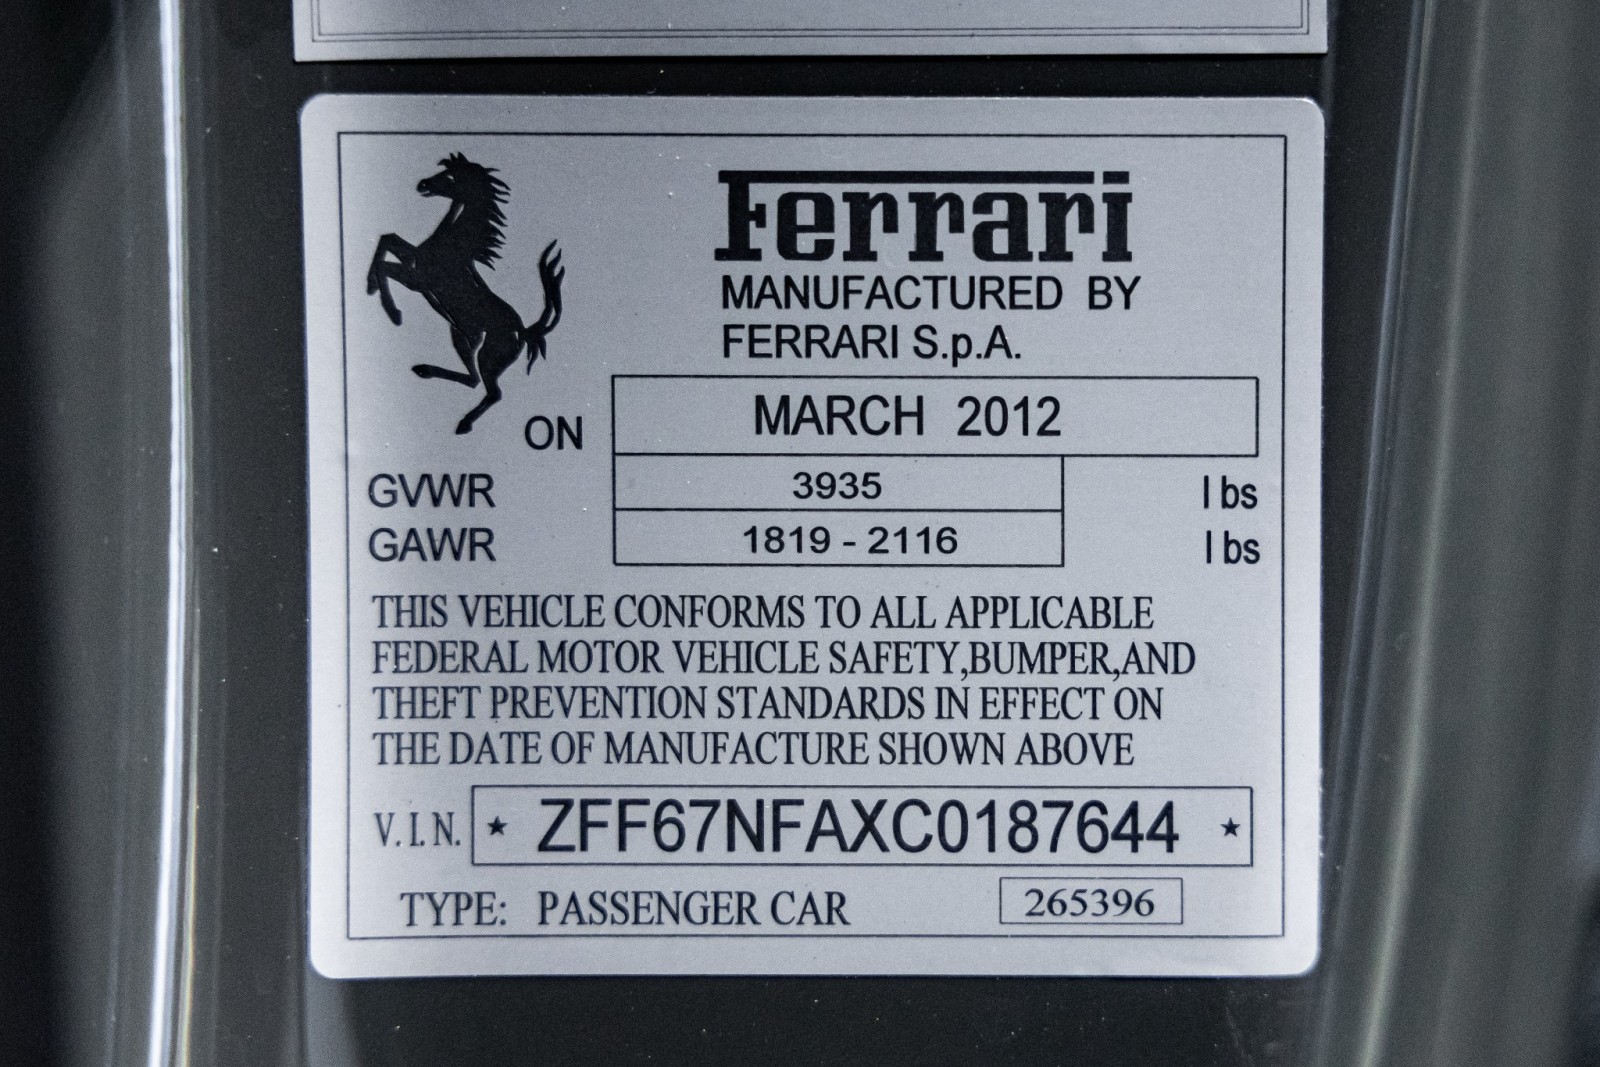 Ferrari
MANUFACTURED BY
FERRARI S.p.A.
ON MARCH 2012
GVWR 3935 lbs
GAWR 1819 - 2116 lbs
THIS VEHICLE CONFORMS TO ALL APPLICABLE
FEDERAL MOTOR VEHICLE SAFETY,BUMPER,AND
THEFT PREVENTION STANDARDS IN EFFECT ON
THE DATE OF MANUFACTURE SHOWN ABOVE
V.I.N. ★ ZFF67NFAXC0187644 ★
TYPE: PASSENGER CAR 265396